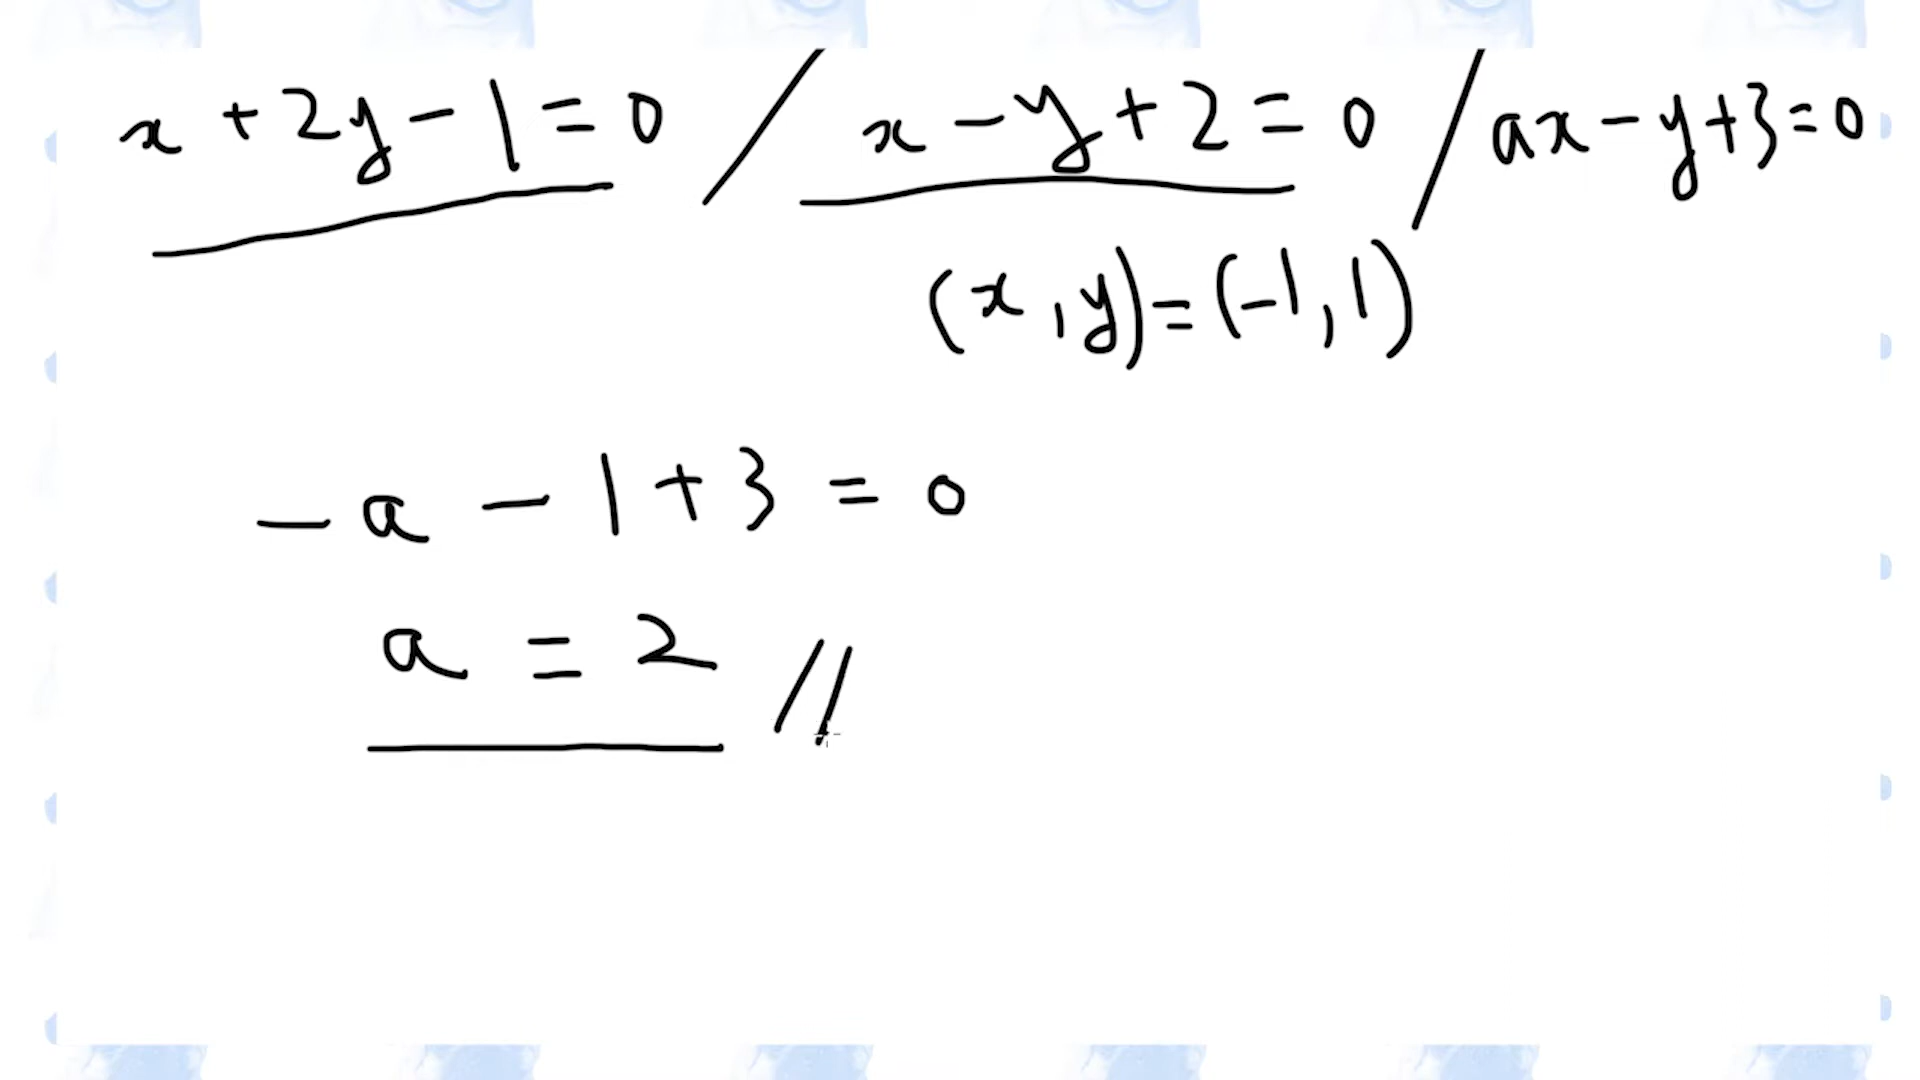 x + 2y - 1 = 0 / x - y + 2 = 0 / ax - y + 3 = 0
(x, y) = (-1, 1)
- a - 1 + 3 = 0
a = 2 //